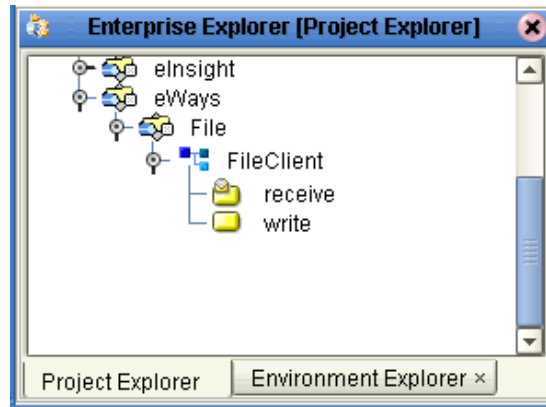 Enterprise Explorer [Project Explorer]
eInsight
eWays
File
FileClient
receive
write
Project Explorer
Environment Explorer ×